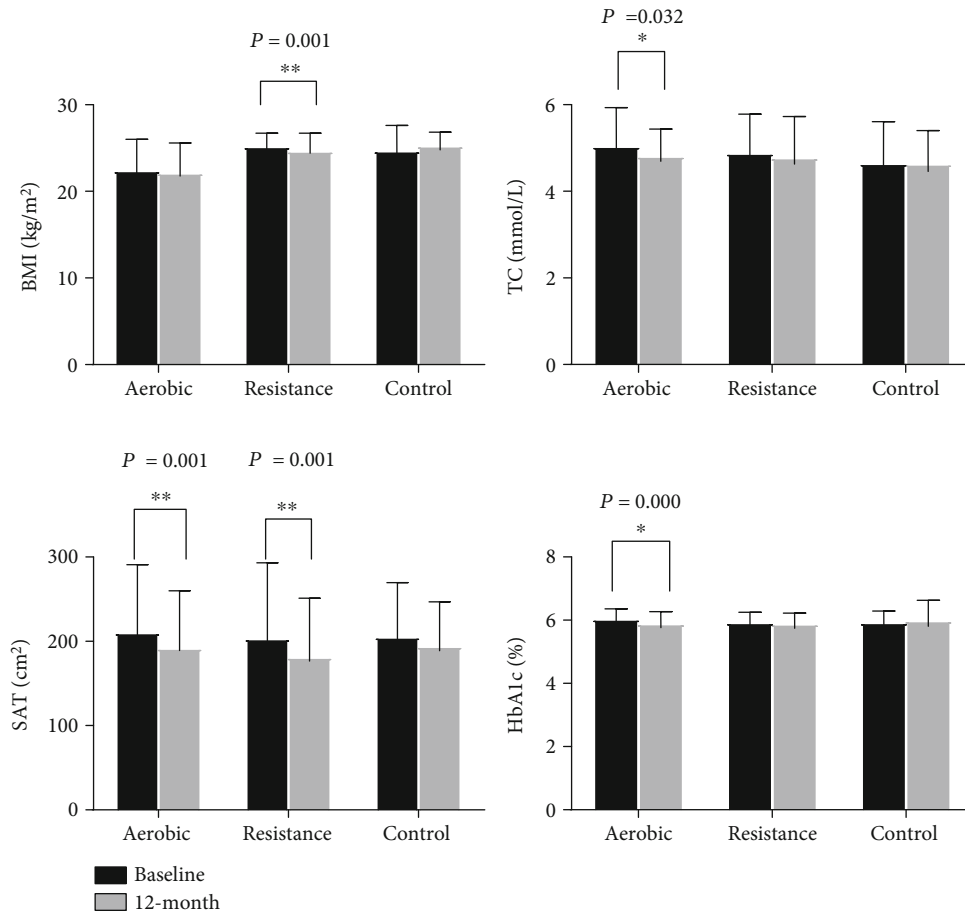 P = 0.001
**
30
20
10
0
BMI (kg/m²)
Aerobic
Resistance
Control
P =0.032
*
6
4
2
0
TC (mmol/L)
Aerobic
Resistance
Control
P = 0.001
P = 0.001
**
**
300
200
100
0
SAT (cm²)
Aerobic
Resistance
Control
P = 0.000
*
8
6
4
2
0
HbA1c (%)
Aerobic
Resistance
Control
Baseline
12-month